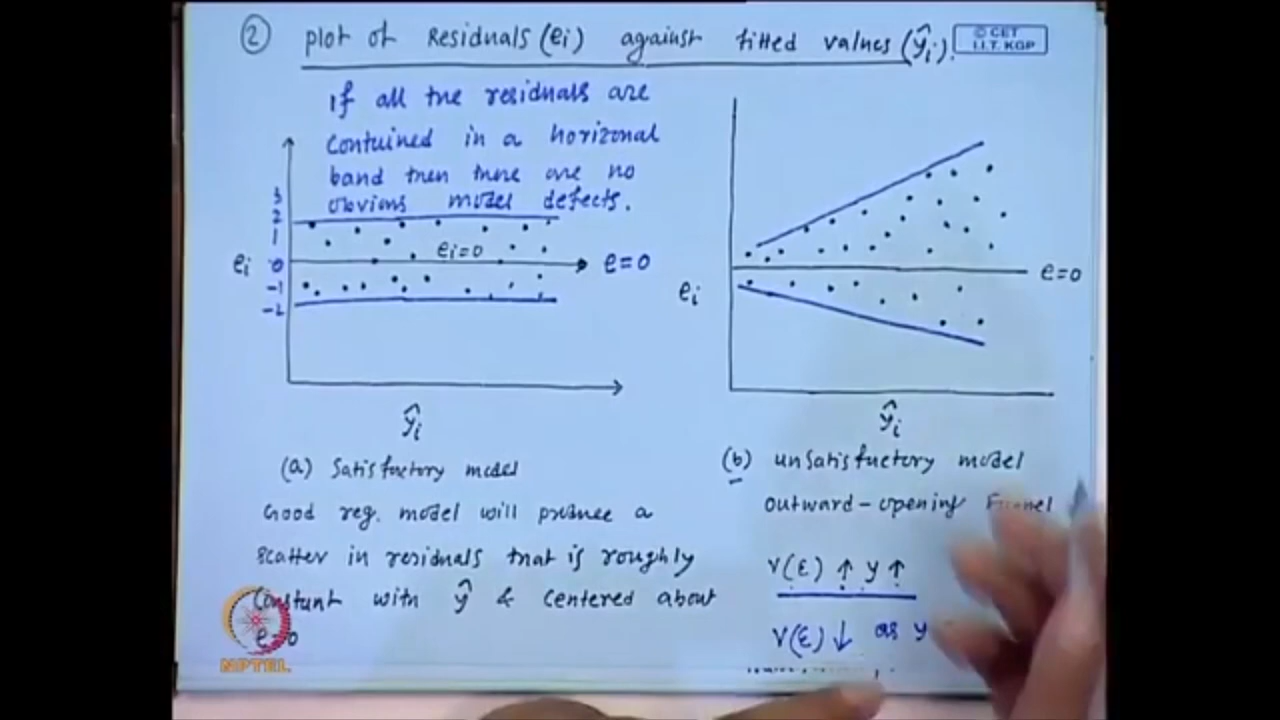 ② plot of Residuals (ei) against fitted values (ŷi).
© CET
I.I.T. KGP
If all the residuals are
contained in a horizonal
band then there are no
obvious model defects.
3
2
1
0
-1
-2
ei
ei=0
e=0
ŷi
(a) Satisfactory model
Good reg. model will produce a
scatter in residuals that is roughly
constant with ŷ & centered about
e=0
NPTEL
ei
e=0
ŷi
(b) unsatisfactory model
outward-opening Funnel
V(ε) ↑ y ↑
V(ε) ↓ as y